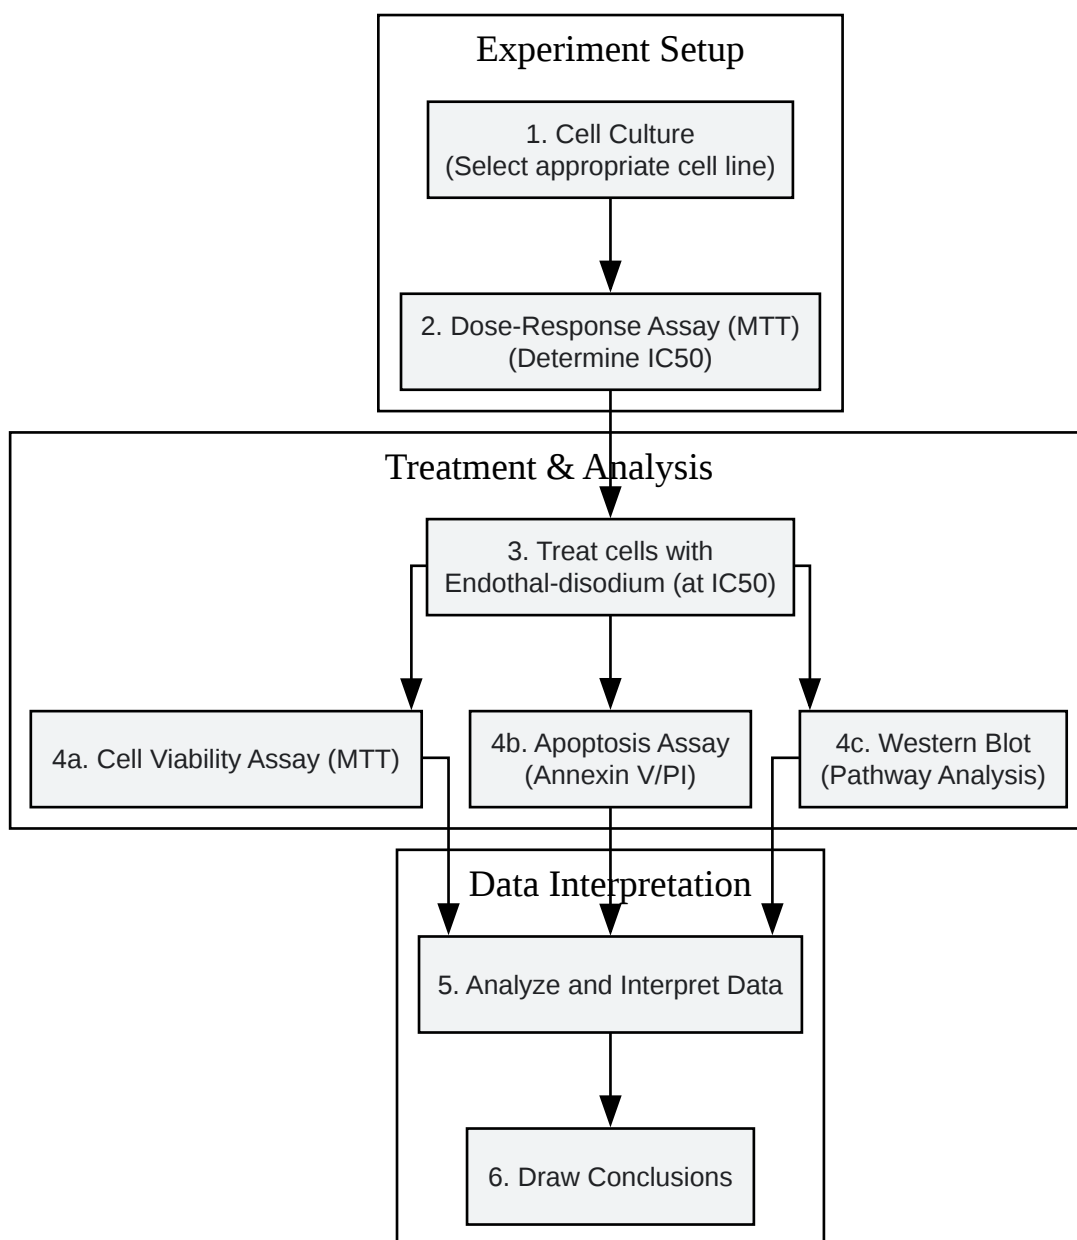 Experiment Setup
1. Cell Culture
(Select appropriate cell line)
2. Dose-Response Assay (MTT)
(Determine IC50)
Treatment & Analysis
3. Treat cells with
Endothal-disodium (at IC50)
4a. Cell Viability Assay (MTT)
4b. Apoptosis Assay
(Annexin V/PI)
4c. Western Blot
(Pathway Analysis)
Data Interpretation
5. Analyze and Interpret Data
6. Draw Conclusions